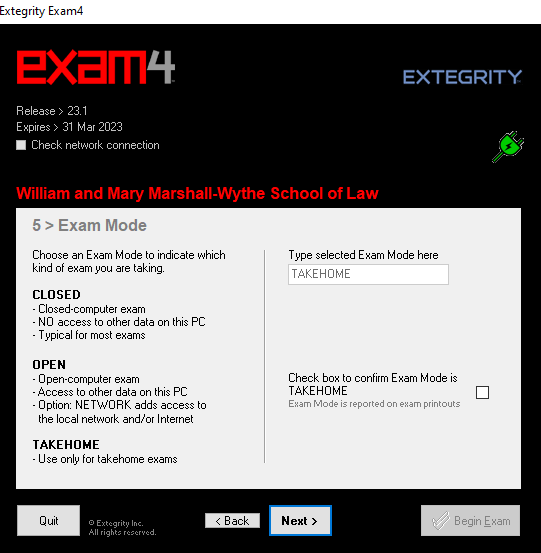 Extegrity Exam4
exam4
EXTEGRITY
Release > 23.1
Expires > 31 Mar 2023
Check network connection
William and Mary Marshall-Wythe School of Law
5 > Exam Mode
Choose an Exam Mode to indicate which
kind of exam you are taking.
CLOSED
- Closed-computer exam
- NO access to other data on this PC
- Typical for most exams
OPEN
- Open-computer exam
- Access to other data on this PC
- Option: NETWORK adds access to
the local network and/or Internet
TAKEHOME
- Use only for takehome exams
Type selected Exam Mode here
TAKEHOME
Check box to confirm Exam Mode is
TAKEHOME
Exam Mode is reported on exam printouts
Quit
© Extegrity Inc.
All rights reserved.
< Back
Next >
Begin Exam